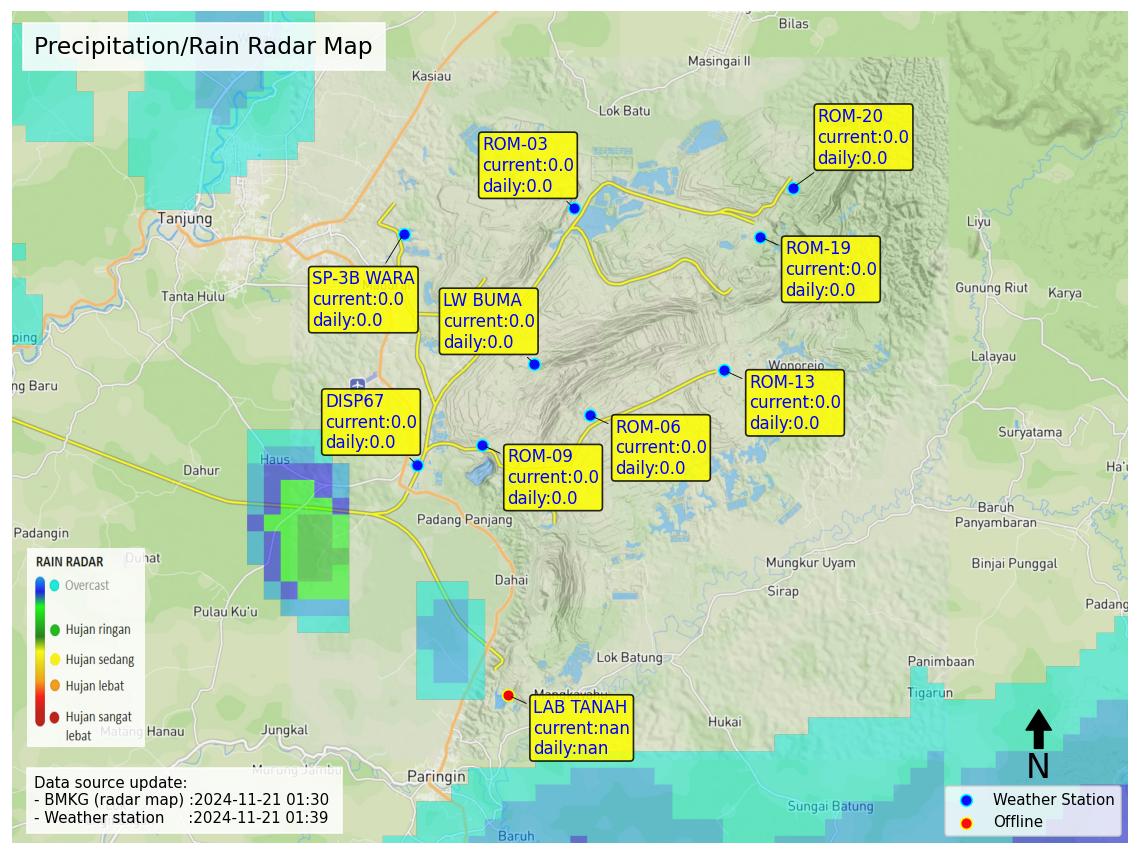 Precipitation/Rain Radar Map
Bilas
Masingai II
Kasiau
Lok Batu
ROM-20
current:0.0
daily:0.0
ROM-03
current:0.0
daily:0.0
Tanjung
Liyu
ROM-19
current:0.0
daily:0.0
SP-3B WARA
current:0.0
daily:0.0
LW BUMA
current:0.0
daily:0.0
Tanta Hulu
Gunung Riut
Karya
ping
Lalayau
Wonorejo
ng Baru
ROM-13
current:0.0
daily:0.0
DISP67
current:0.0
daily:0.0
ROM-06
current:0.0
daily:0.0
Suryatama
ROM-09
current:0.0
daily:0.0
Haus
Dahur
Ha'u
Padang Panjang
Baruh
Panyambaran
Padangin
Duhat
Mungkur Uyam
Binjai Punggal
Dahai
Sirap
Padang
Pulau Ku'u
RAIN RADAR
Overcast
Hujan ringan
Hujan sedang
Hujan lebat
Hujan sangat
lebat
Lok Batung
Panimbaan
Tigarun
Mangkayahu
LAB TANAH
current:nan
daily:nan
Matang Hanau
Jungkal
Hukai
Murung Jambu
Paringin
N
Data source update:
- BMKG (radar map) :2024-11-21 01:30
- Weather station :2024-11-21 01:39
Sungai Batung
Baruh
Weather Station
Offline